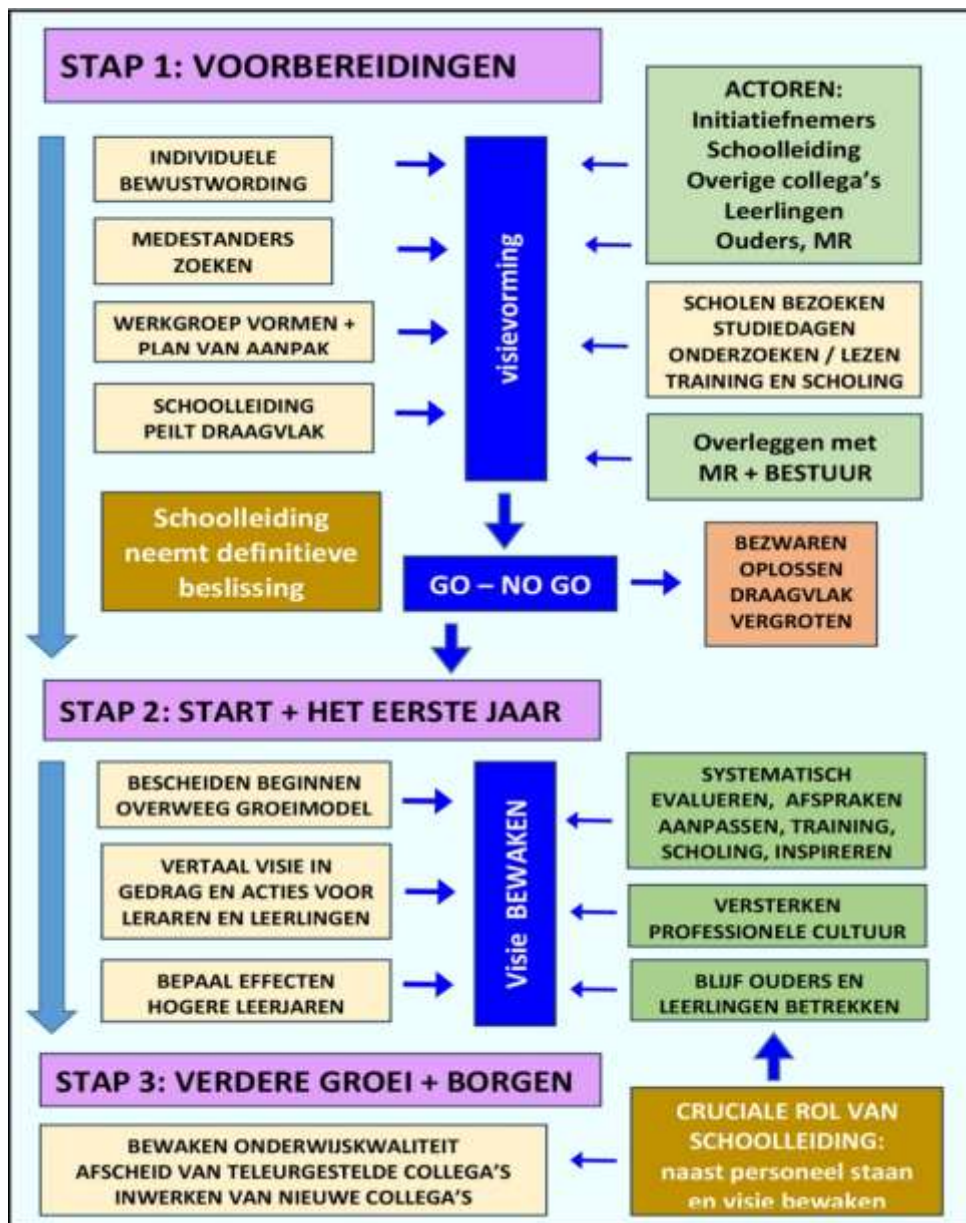 STAP 1: VOORBEREIDINGEN
INDIVIDUELE
BEWUSTWORDING
MEDESTANDERS
ZOEKEN
WERKGROEP VORMEN +
PLAN VAN AANPAK
SCHOOLLEIDING
PEILT DRAAGVLAK
visievorming
ACTOREN:
Initiatiefnemers
Schoolleiding
Overige collega's
Leerlingen
Ouders, MR
SCHOLEN BEZOEKEN
STUDIEDAGEN
ONDERZOEKEN / LEZEN
TRAINING EN SCHOLING
Overleggen met
MR + BESTUUR
Schoolleiding
neemt definitieve
beslissing
GO – NO GO
BEZWAREN
OPLOSSEN
DRAAGVLAK
VERGROTEN
STAP 2: START + HET EERSTE JAAR
BESCHEIDEN BEGINNEN
OVERWEEG GROEIMODEL
VERTAAL VISIE IN
GEDRAG EN ACTIES VOOR
LERAREN EN LEERLINGEN
BEPAAL EFFECTEN
HOGERE LEERJAREN
Visie BEWAKEN
SYSTEMATISCH
EVALUEREN, AFSPRAKEN
AANPASSEN, TRAINING,
SCHOLING, INSPIREREN
VERSTERKEN
PROFESSIONELE CULTUUR
BLIJF OUDERS EN
LEERLINGEN BETREKKEN
STAP 3: VERDERE GROEI + BORGEN
BEWAKEN ONDERWIJSKWALITEIT
AFSCHEID VAN TELEURGESTELDE COLLEGA'S
INWERKEN VAN NIEUWE COLLEGA'S
CRUCIALE ROL VAN
SCHOOLLEIDING:
naast personeel staan
en visie bewaken